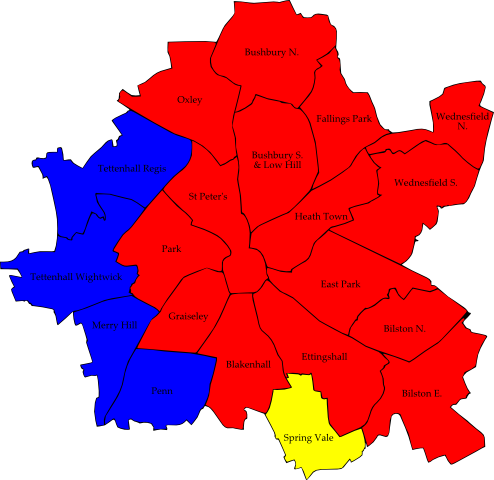 Bushbury N.
Oxley
Fallings Park
Wednesfield
N.
Bushbury S.
& Low Hill
Tettenhall Regis
Wednesfield S.
St Peter's
Heath Town
Park
Tettenhall Wightwick
East Park
Graiseley
Merry Hill
Bilston N.
Ettingshall
Blakenhall
Penn
Bilston E.
Spring Vale